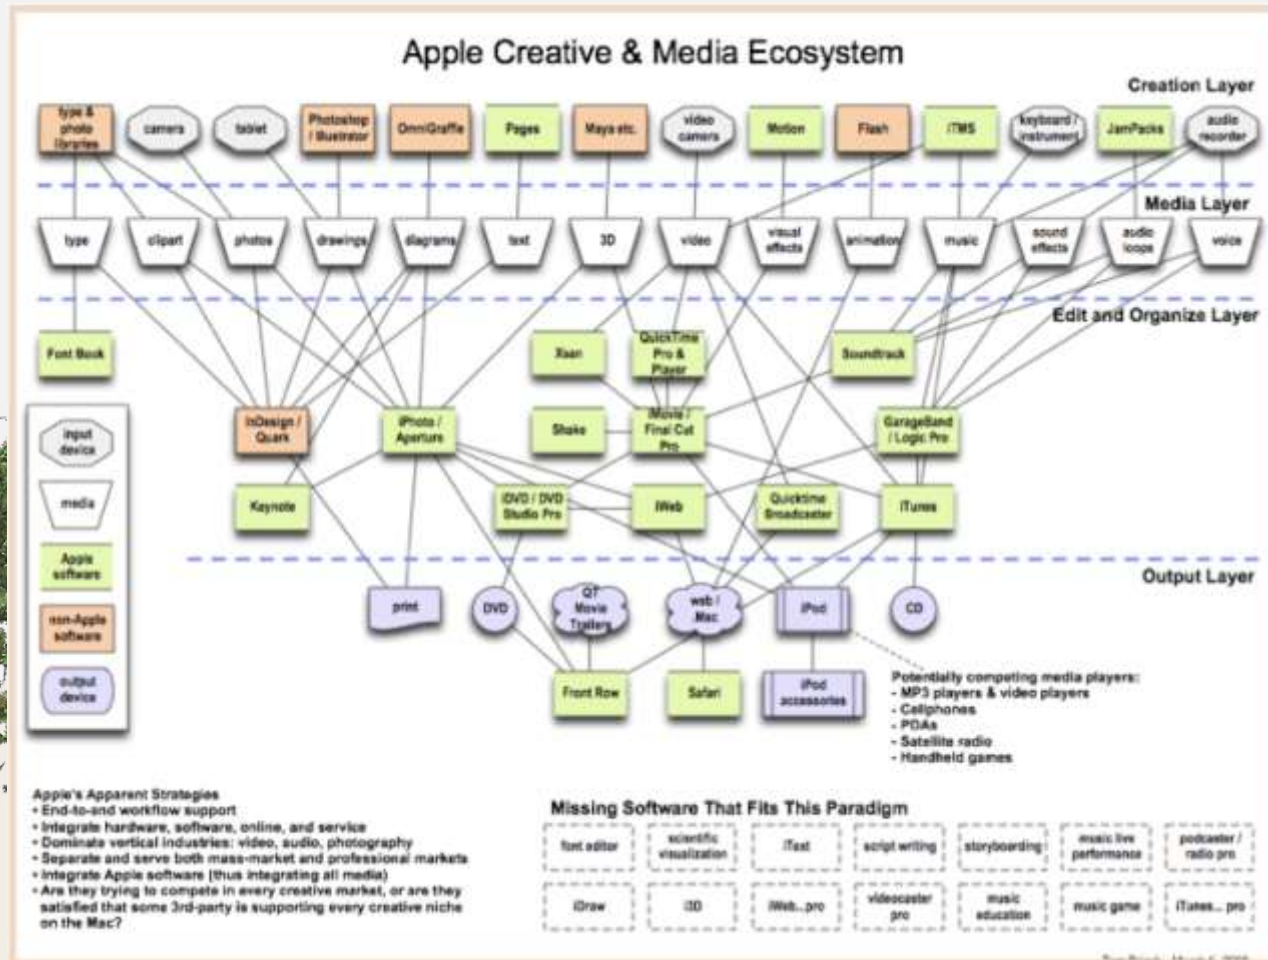 Apple Creative & Media Ecosystem
Creation Layer
type &
photo
libraries
camera
tablet
Photoshop
/ Illustrator
OmniGraffle
Pages
Maya etc.
video
camera
Motion
Flash
iTMS
keyboard /
instrument
JamPacks
audio
recorder
Media Layer
type
clipart
photos
drawings
diagrams
text
3D
video
visual
effects
animation
music
sound
effects
audio
loops
voice
Edit and Organize Layer
Font Book
Xsan
QuickTime
Pro &
Player
Soundtrack
InDesign /
Quark
iPhoto /
Aperture
Shake
iMovie /
Final Cut
Pro
GarageBand
/ Logic Pro
Keynote
iDVD / DVD
Studio Pro
iWeb
Quicktime
Broadcaster
iTunes
input
device
media
Apple
software
non-Apple
software
output
device
Output Layer
print
DVD
QT
Movie
Trailers
web /
.Mac
iPod
CD
Front Row
Safari
iPod
accessories
Potentially competing media players:
- MP3 players & video players
- Cellphones
- PDAs
- Satellite radio
- Handheld games
Apple's Apparent Strategies
• End-to-end workflow support
• Integrate hardware, software, online, and service
• Dominate vertical industries: video, audio, photography
• Separate and serve both mass-market and professional markets
• Integrate Apple software (thus integrating all media)
• Are they trying to compete in every creative market, or are they
satisfied that some 3rd-party is supporting every creative niche
on the Mac?
Missing Software That Fits This Paradigm
font editor
scientific
visualization
iText
script writing
storyboarding
music live
performance
podcaster /
radio pro
iDraw
i3D
iWeb... pro
videocaster
pro
music
education
music game
iTunes... pro